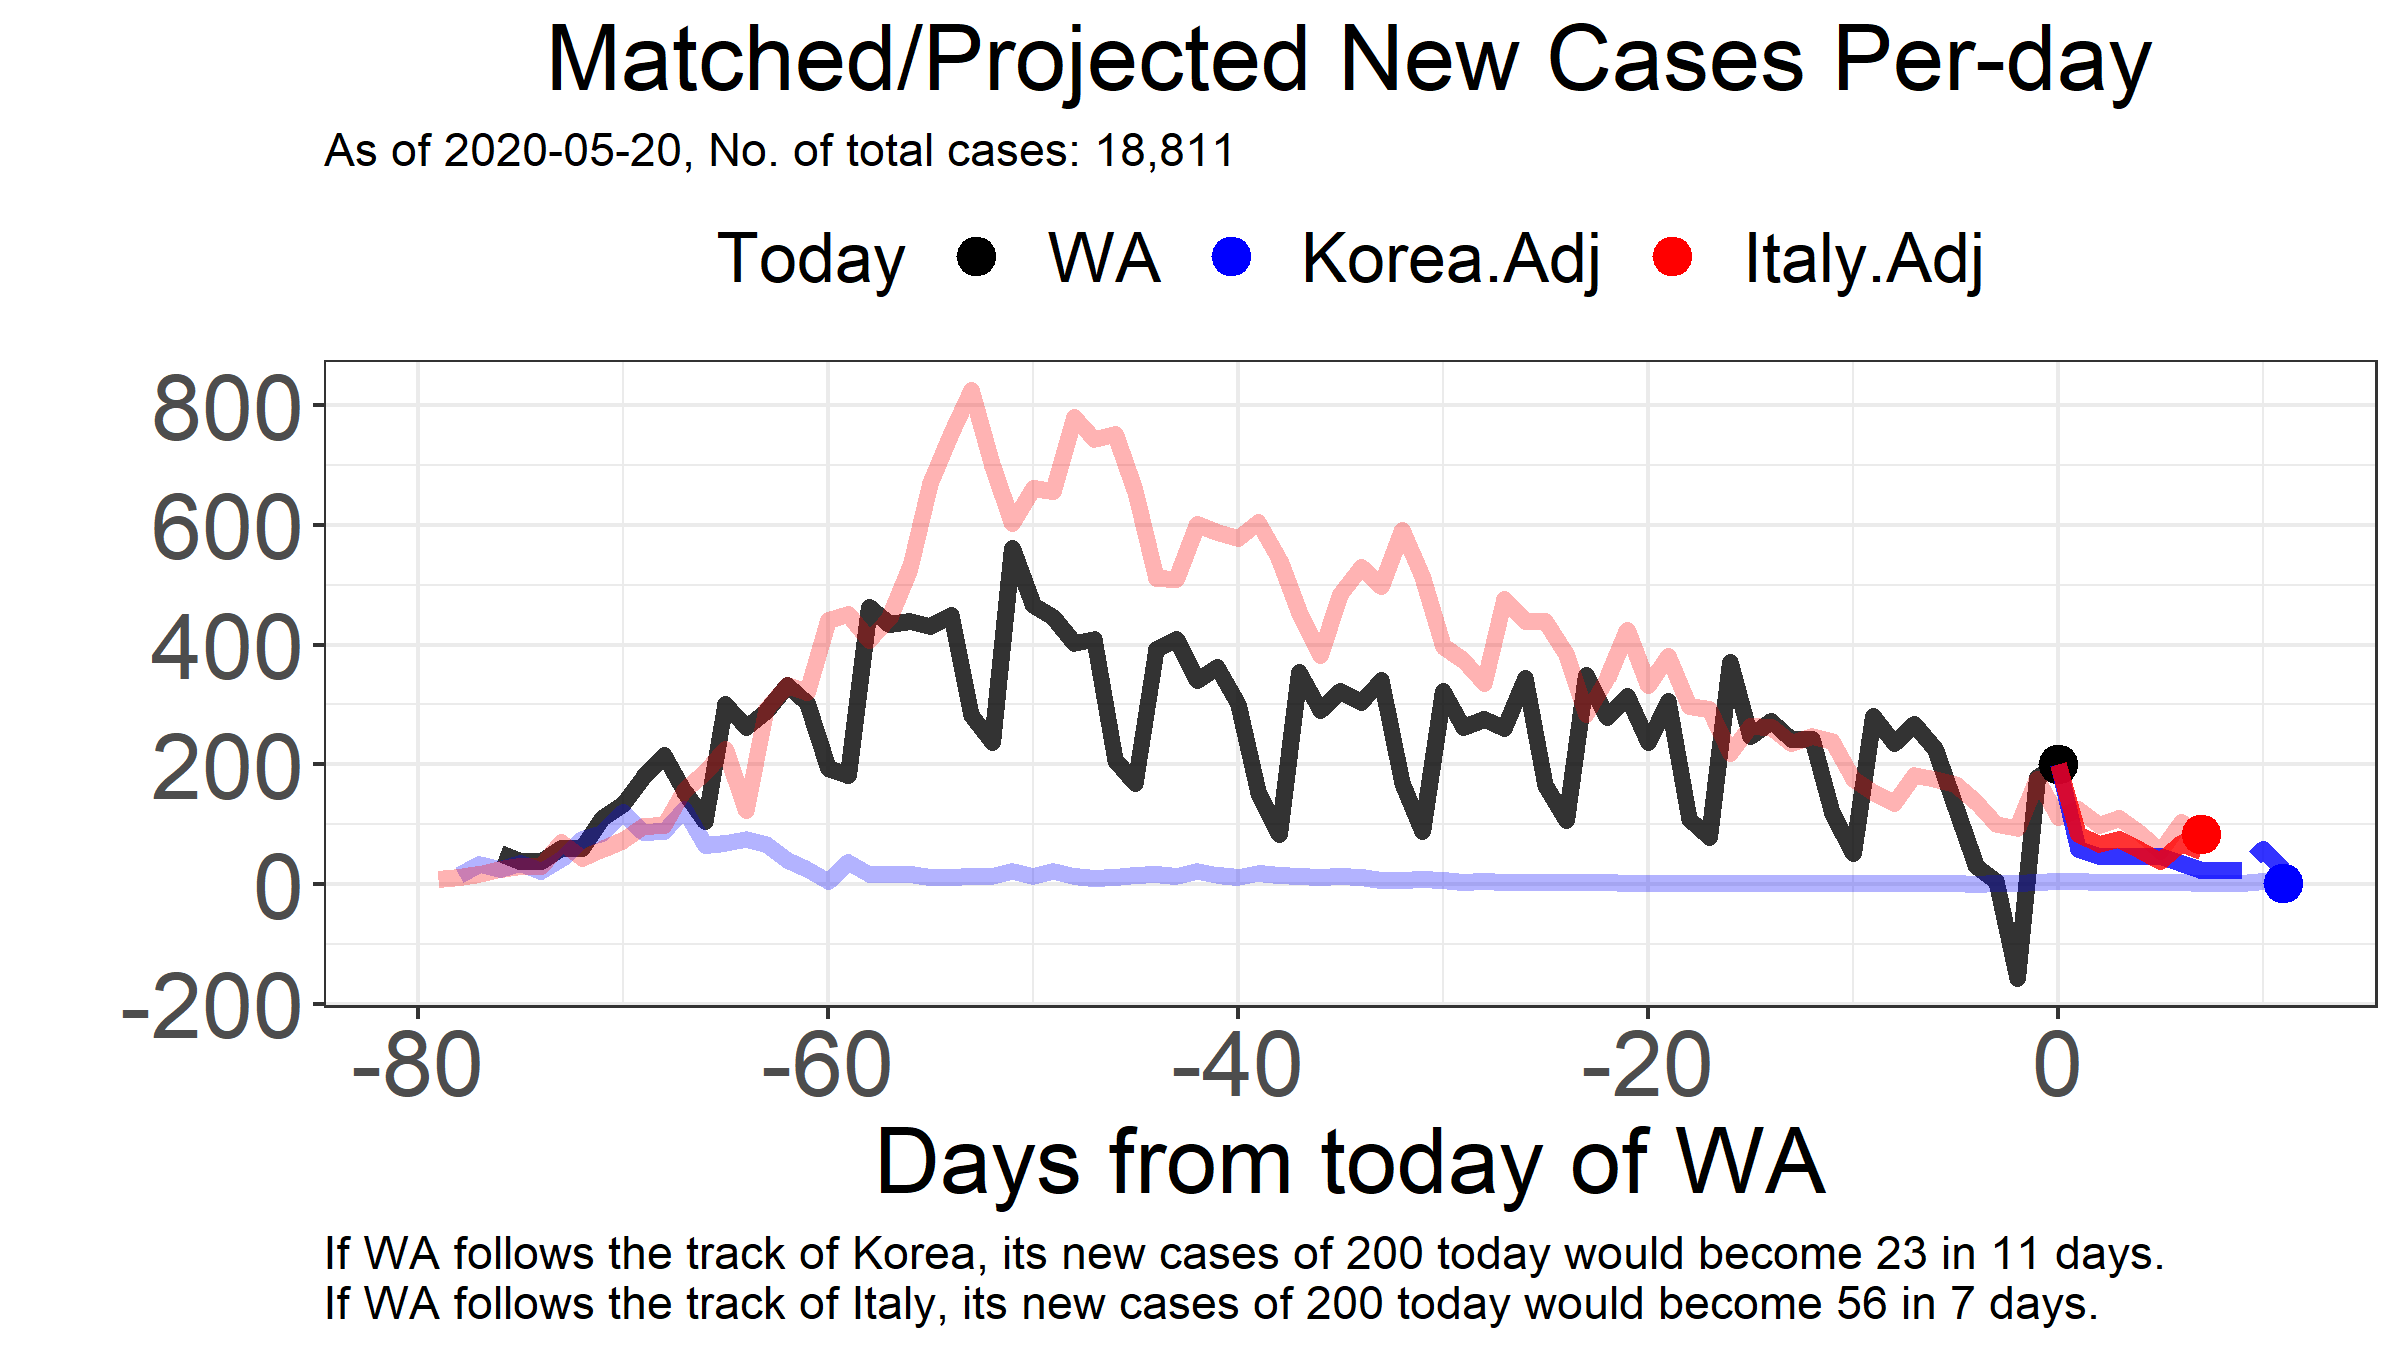 Matched/Projected New Cases Per-day
As of 2020-05-20, No. of total cases: 18,811
Today WA Korea.Adj Italy.Adj
800
600
400
200
0
-200
-80 -60 -40 -20 0
Days from today of WA
If WA follows the track of Korea, its new cases of 200 today would become 23 in 11 days.
If WA follows the track of Italy, its new cases of 200 today would become 56 in 7 days.